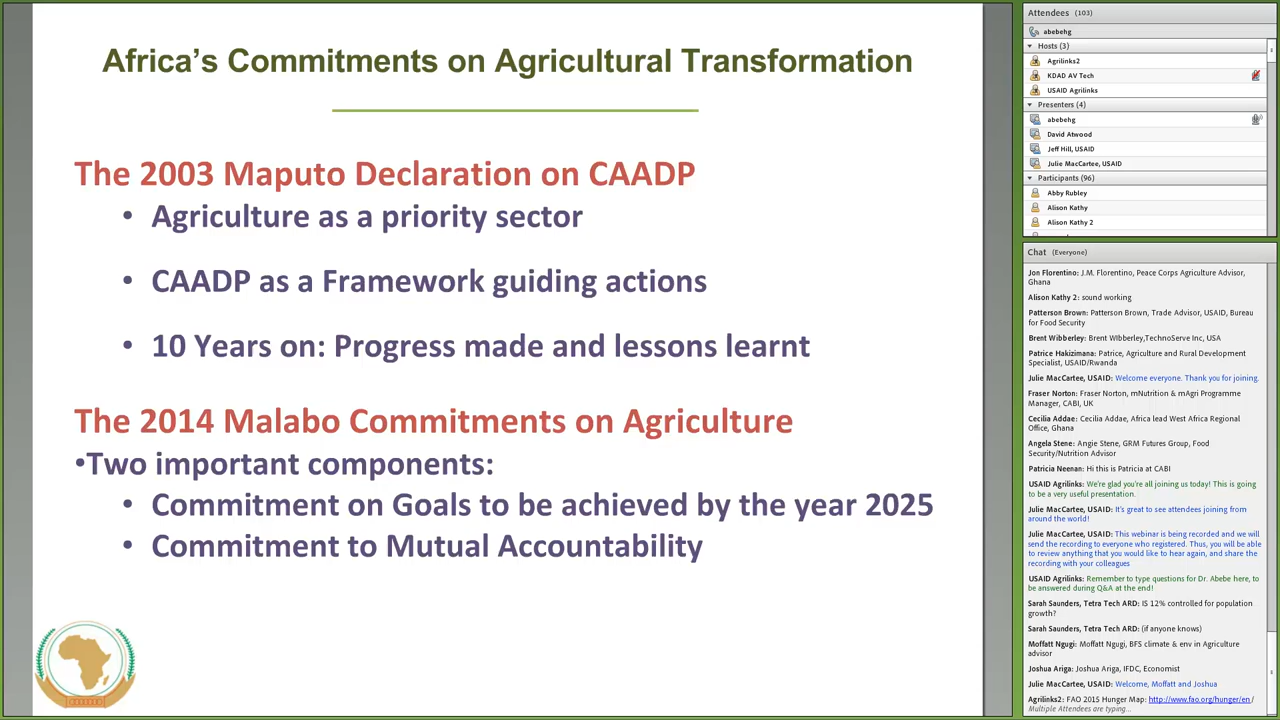 Africa's Commitments on Agricultural Transformation
The 2003 Maputo Declaration on CAADP
• Agriculture as a priority sector
• CAADP as a Framework guiding actions
• 10 Years on: Progress made and lessons learnt
The 2014 Malabo Commitments on Agriculture
•Two important components:
• Commitment on Goals to be achieved by the year 2025
• Commitment to Mutual Accountability
Attendees (103)
abebehg
Hosts (3)
Agrilinks2
KDAD AV Tech
USAID Agrilinks
Presenters (4)
abebehg
David Atwood
Jeff Hill, USAID
Julie MacCartee, USAID
Participants (96)
Abby Rubley
Alison Kathy
Alison Kathy 2
Chat (Everyone)
Jon Florentino: J.M. Florentino, Peace Corps Agriculture Advisor,
Ghana
Alison Kathy 2: sound working
Patterson Brown: Patterson Brown, Trade Advisor, USAID, Bureau
for Food Security
Brent Wibberley: Brent WIbberley,TechnoServe Inc, USA
Patrice Hakizimana: Patrice, Agriculture and Rural Development
Specialist, USAID/Rwanda
Julie MacCartee, USAID: Welcome everyone. Thank you for joining.
Fraser Norton: Fraser Norton, mNutrition & mAgri Programme
Manager, CABI, UK
Cecilia Addae: Cecilia Addae, Africa lead West Africa Regional
Office, Ghana
Angela Stene: Angie Stene, GRM Futures Group, Food
Security/Nutrition Advisor
Patricia Neenan: Hi this is Patricia at CABI
USAID Agrilinks: We're glad you're all joining us today! This is going
to be a very useful presentation.
Julie MacCartee, USAID: It's great to see attendees joining from
around the world!
Julie MacCartee, USAID: This webinar is being recorded and we will
send the recording to everyone who registered. Thus, you will be able
to review anything that you would like to hear again, and share the
recording with your colleagues
USAID Agrilinks: Remember to type questions for Dr. Abebe here, to
be answered during Q&A at the end!
Sarah Saunders, Tetra Tech ARD: IS 12% controlled for population
growth?
Sarah Saunders, Tetra Tech ARD: (if anyone knows)
Moffatt Ngugi: Moffatt Ngugi, BFS climate & env in Agriculture
advisor
Joshua Ariga: Joshua Ariga, IFDC, Economist
Julie MacCartee, USAID: Welcome, Moffatt and Joshua
Agrilinks2: FAO 2015 Hunger Map: http://www.fao.org/hunger/en/
Multiple Attendees are typing...